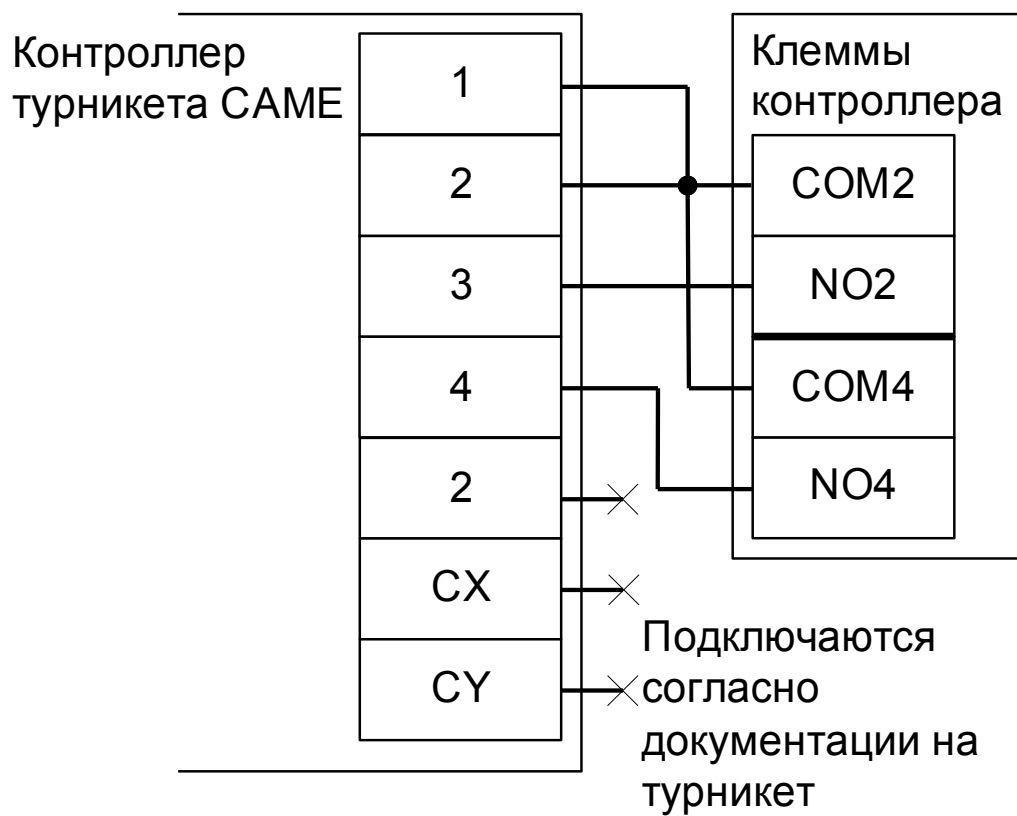 Контроллер
турникета CAME
1
2
3
4
2
CX
CY
Клеммы
контроллера
COM2
NO2
COM4
NO4
Подключаются
согласно
документации на
турникет